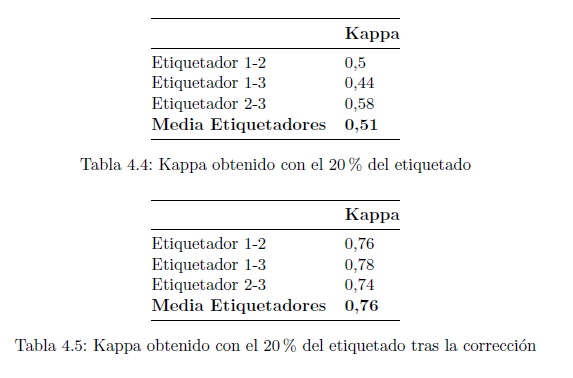 Kappa
Etiquetador 1-2 0,5
Etiquetador 1-3 0,44
Etiquetador 2-3 0,58
Media Etiquetadores 0,51
Tabla 4.4: Kappa obtenido con el 20 % del etiquetado
Kappa
Etiquetador 1-2 0,76
Etiquetador 1-3 0,78
Etiquetador 2-3 0,74
Media Etiquetadores 0,76
Tabla 4.5: Kappa obtenido con el 20 % del etiquetado tras la corrección